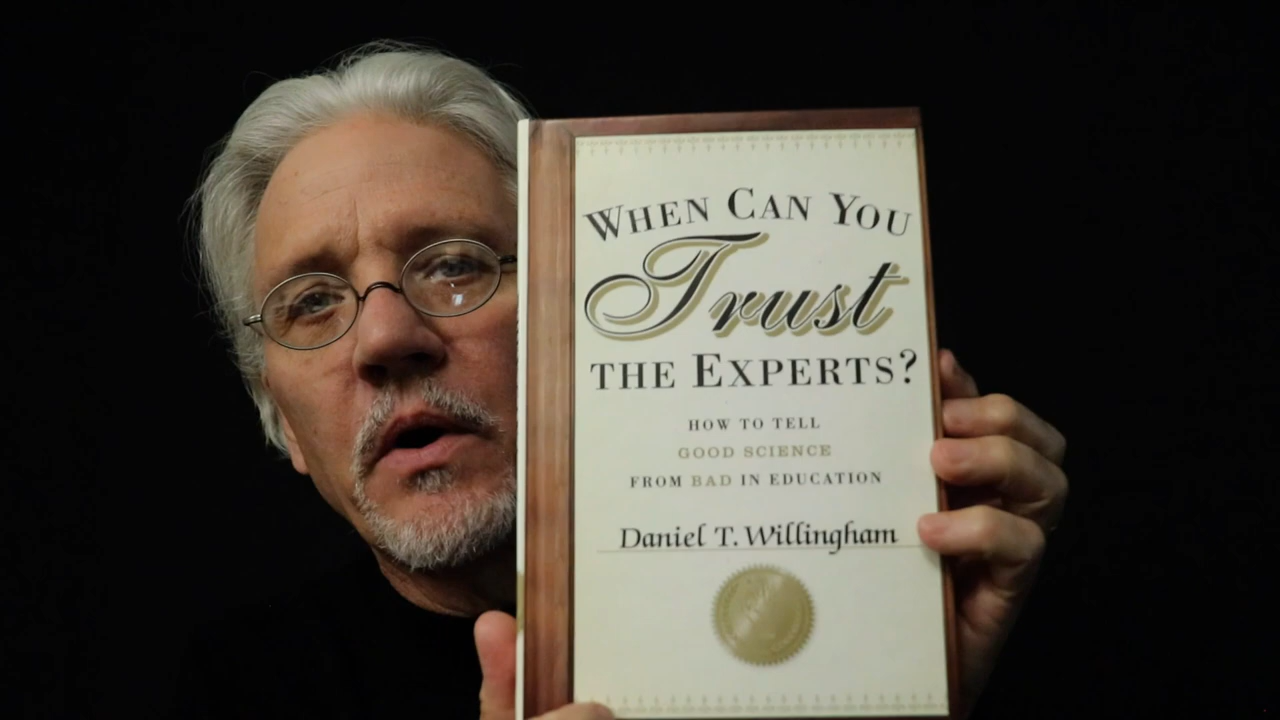 WHEN CAN YOU
Trust
THE EXPERTS?
HOW TO TELL
GOOD SCIENCE
FROM BAD IN EDUCATION
Daniel T. Willingham